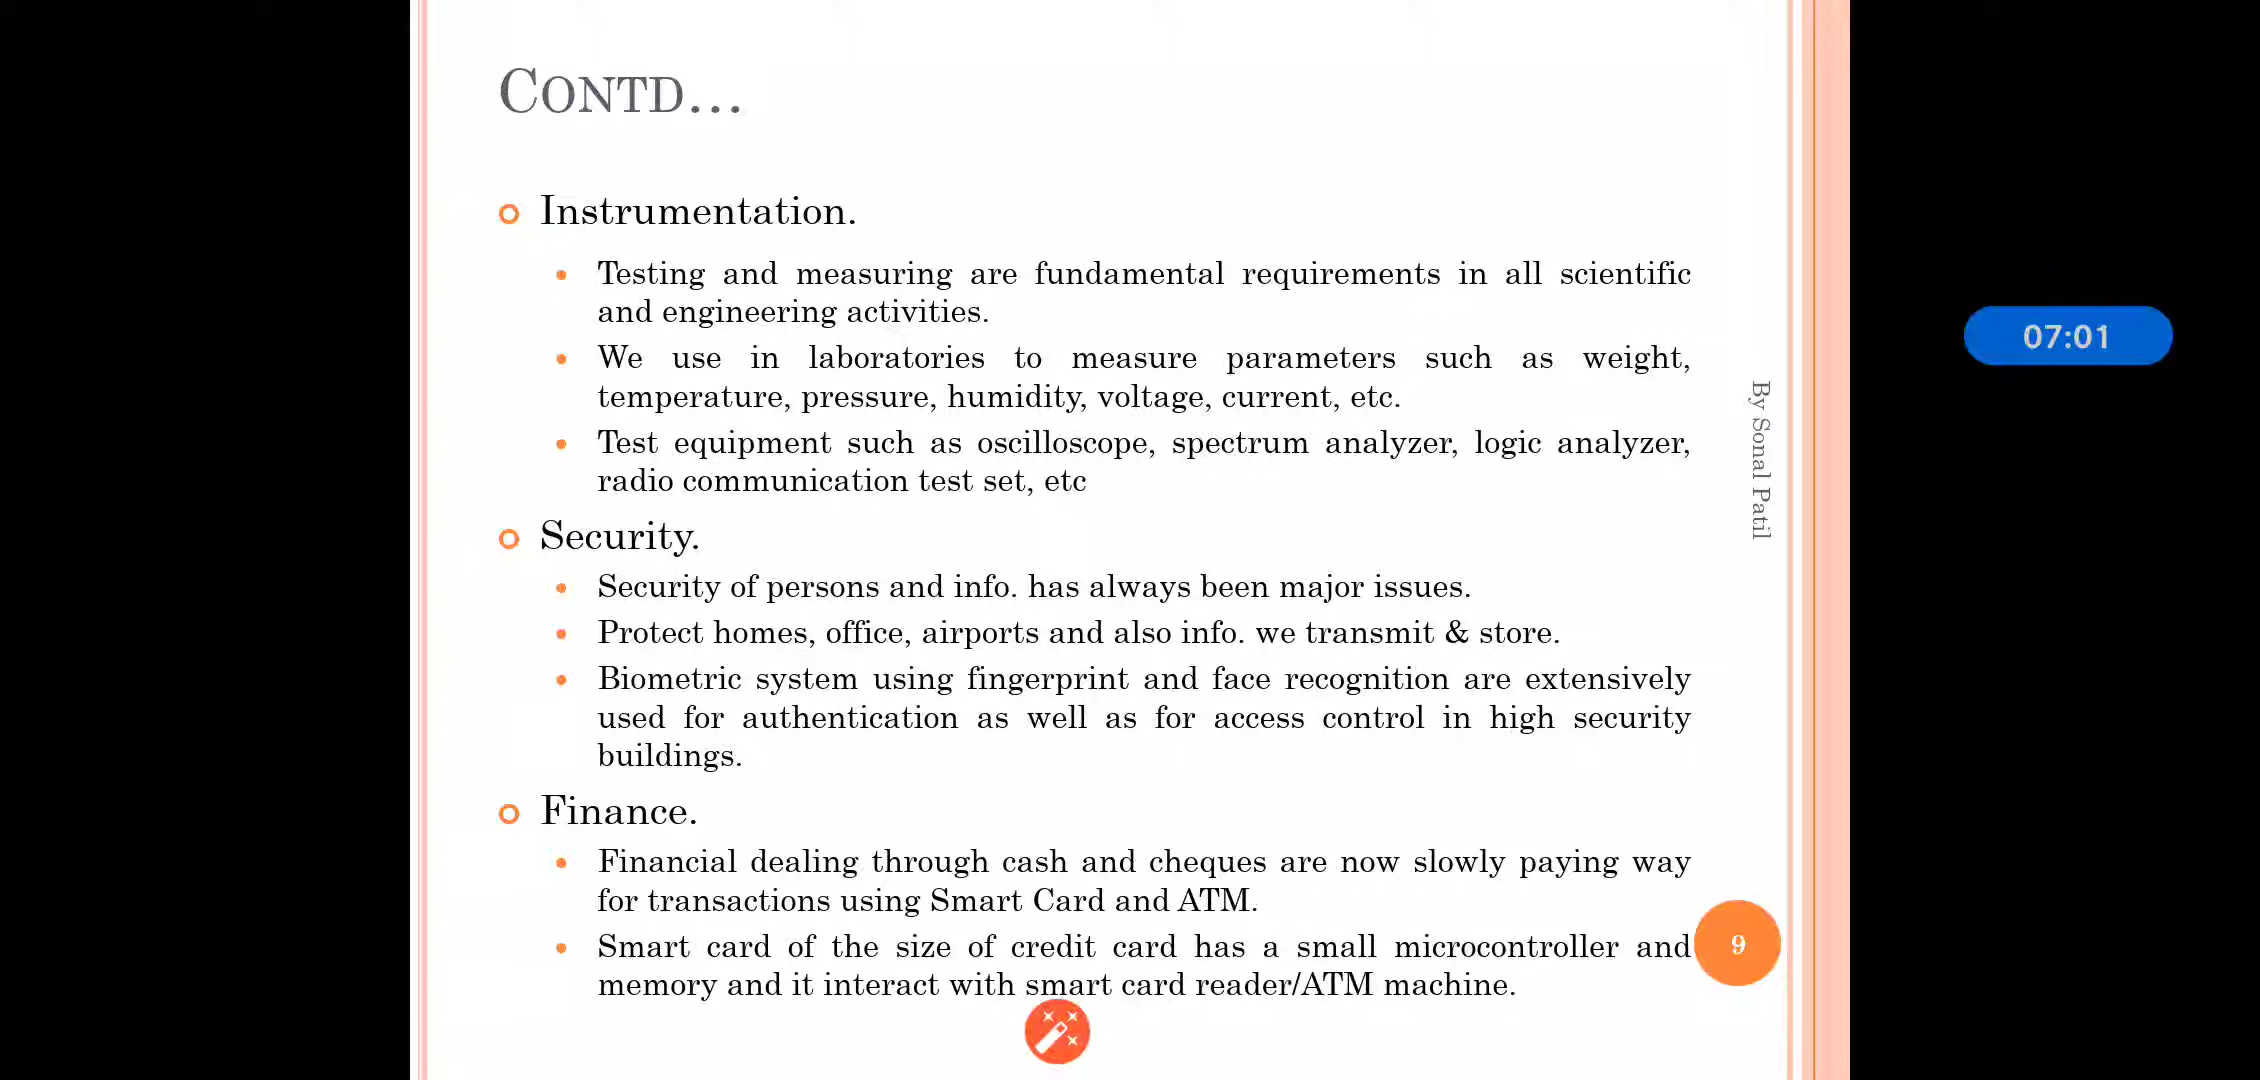 CONTD...
Instrumentation.
Testing and measuring are fundamental requirements in all scientific
and engineering activities.
We use in laboratories to measure parameters such as weight,
temperature, pressure, humidity, voltage, current, etc.
Test equipment such as oscilloscope, spectrum analyzer, logic analyzer,
radio communication test set, etc
Security.
Security of persons and info. has always been major issues.
Protect homes, office, airports and also info. we transmit & store.
Biometric system using fingerprint and face recognition are extensively
used for authentication as well as for access control in high security
buildings.
Finance.
Financial dealing through cash and cheques are now slowly paying way
for transactions using Smart Card and ATM.
Smart card of the size of credit card has a small microcontroller and
memory and it interact with smart card reader/ATM machine.
By Sonal Patil
9
07:01